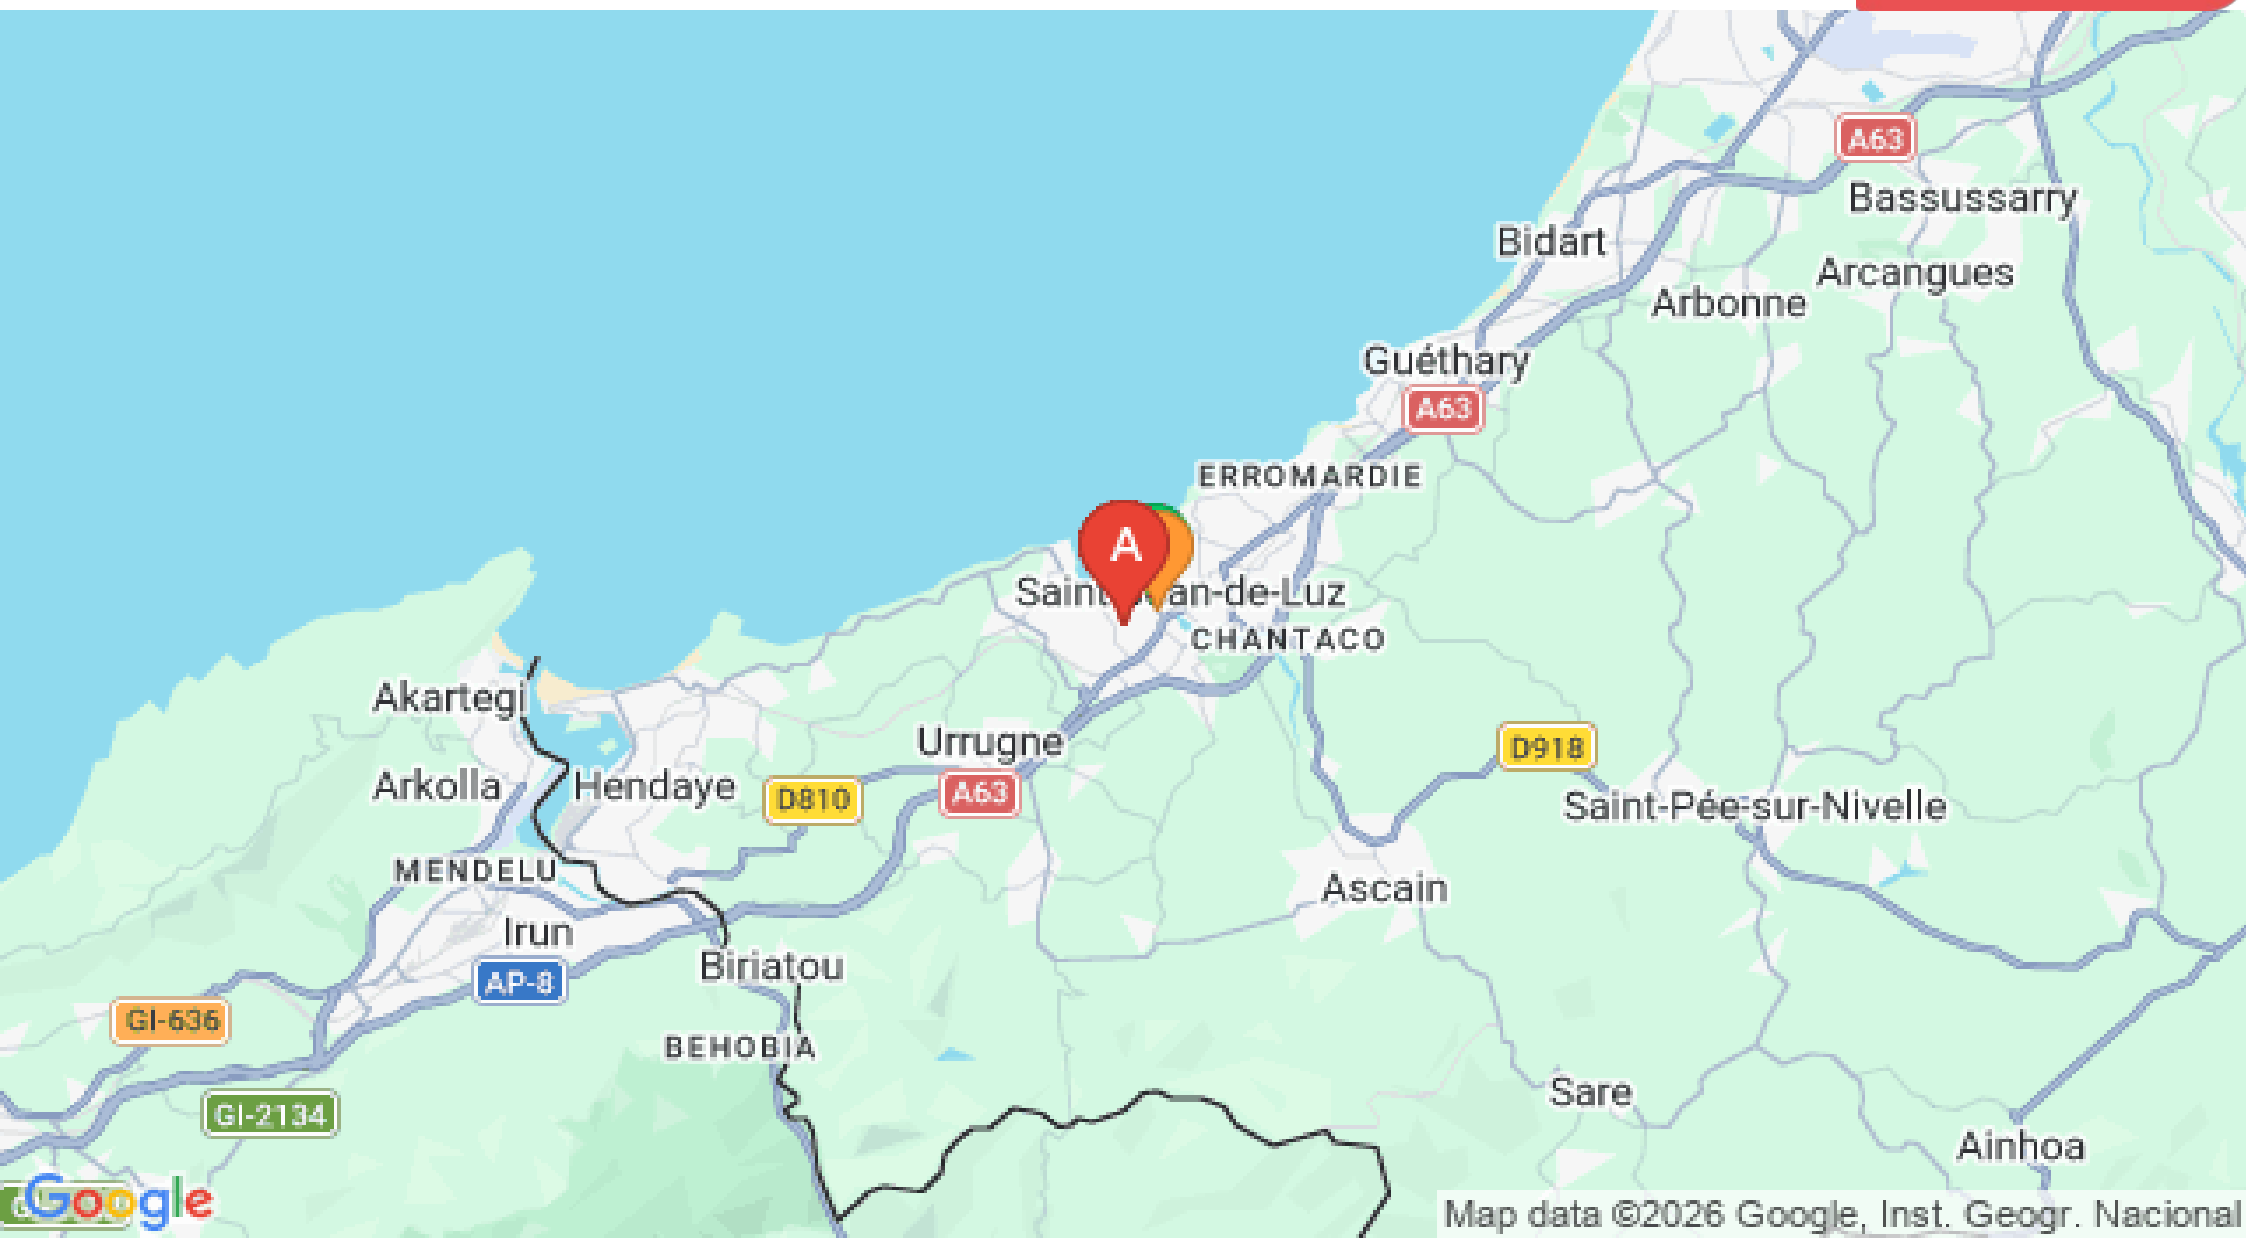 A63
Bassussarry
Bidart
Arcangues
Arbonne
Guéthary
A63
ERROMARDIE
A
Saint-Jean-de-Luz
CHANTACO
Akartegi
Urrugne
D918
Arkolla
Hendaye
D810
A63
Saint-Pée-sur-Nivelle
MENDELU
Ascain
Irun
Biriatou
AP-8
GI-636
BEHOBIA
Sare
GI-2134
Ainhoa
Google
Map data ©2026 Google, Inst. Geogr. Nacional